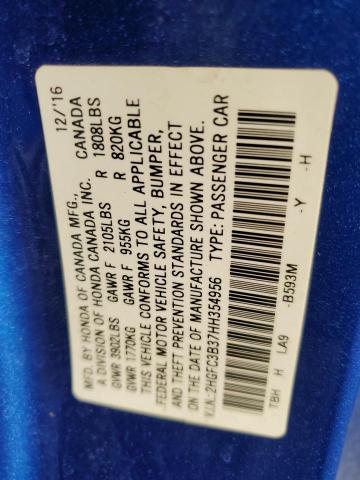 MFD. BY HONDA OF CANADA MFG., CANADA 12/'16
A DIVISION OF HONDA CANADA INC.
GVWR 3902LBS GAWR F 2105LBS R 1808LBS
GVWR 1770KG GAWR F 955KG R 820KG
THIS VEHICLE CONFORMS TO ALL APPLICABLE
FEDERAL MOTOR VEHICLE SAFETY, BUMPER,
AND THEFT PREVENTION STANDARDS IN EFFECT
ON THE DATE OF MANUFACTURE SHOWN ABOVE.
V.I.N.:2HGFC3B37HH354956 TYPE: PASSENGER CAR
TBH H LA9 -B593M -Y -H